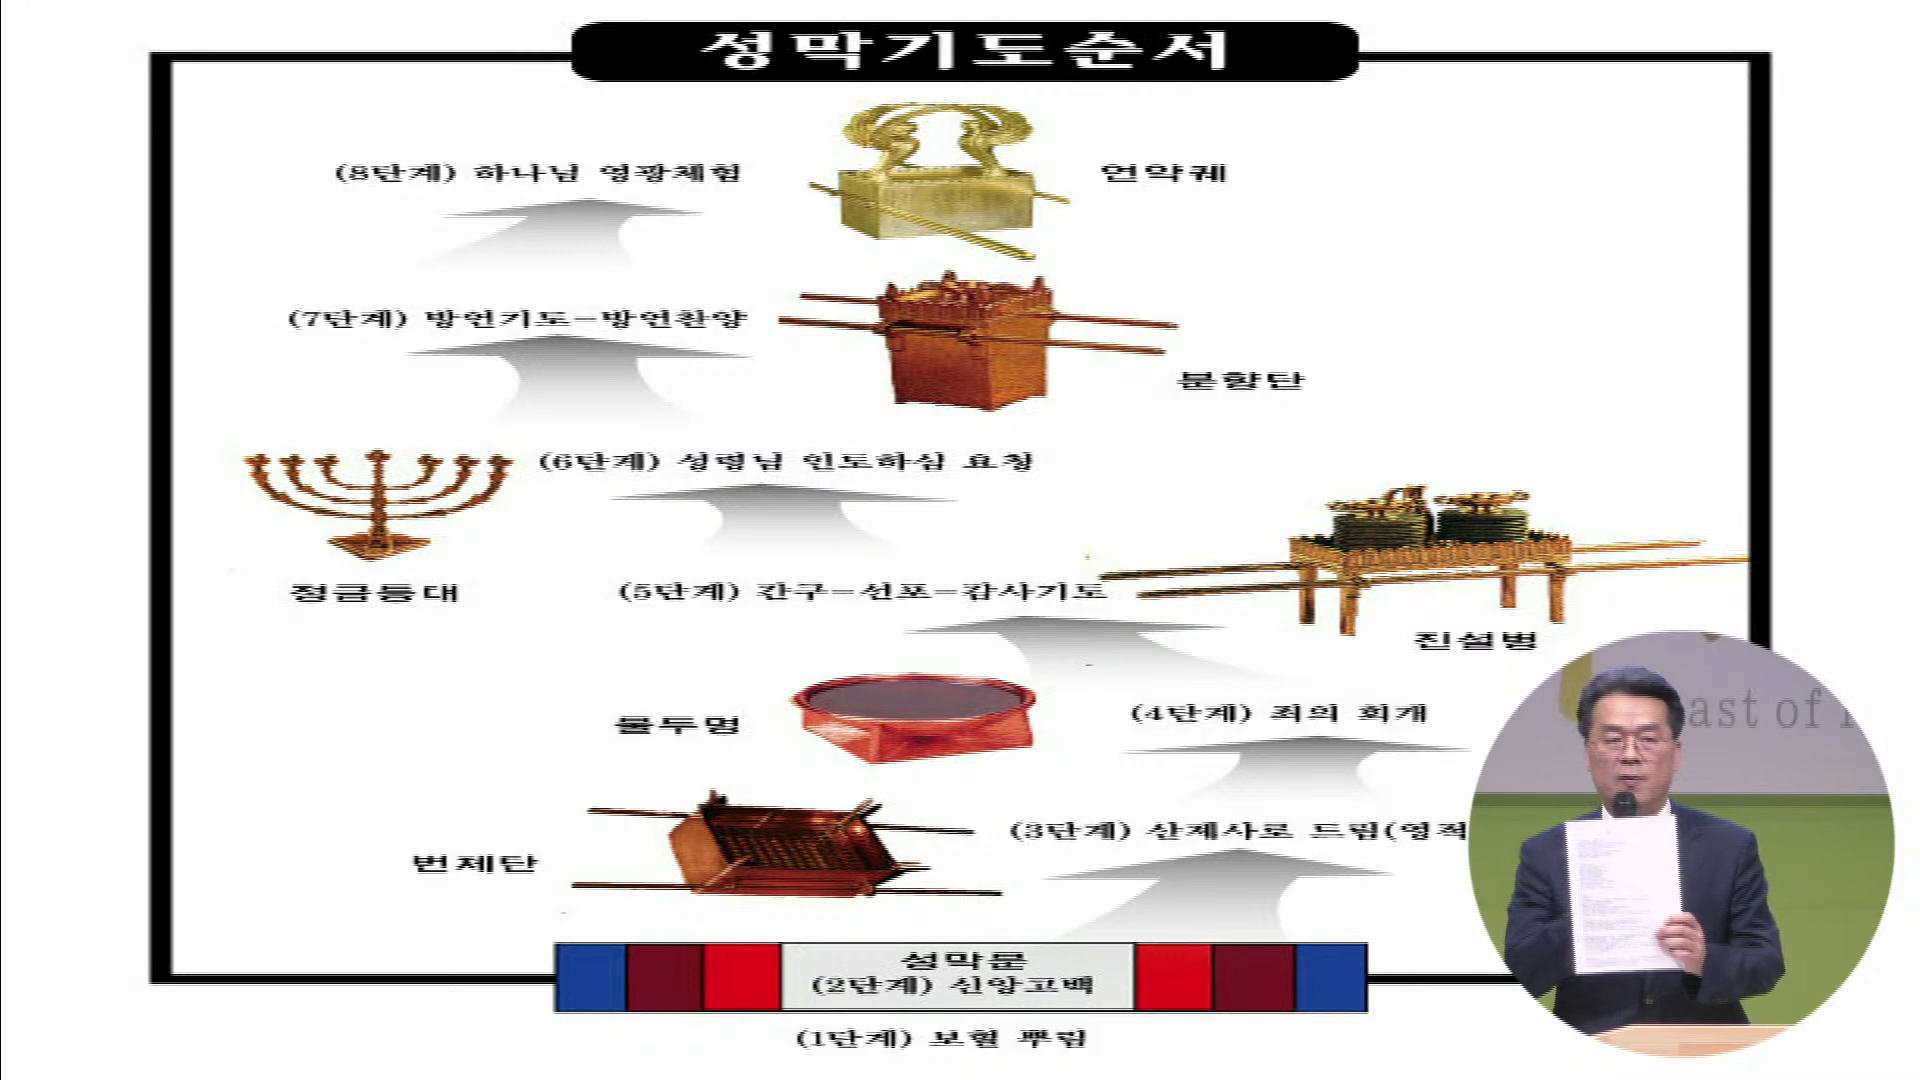 성막기도순서
(8단계) 하나님 영광체험
언약궤
(7단계) 방언기도-방언찬양
분향단
(6단계) 성령님 인도하심 요청
정금등대
(5단계) 간구-선포-감사기도
진설병
물두멍
(4단계) 죄의 회개
번제단
(3단계) 산제사로 드림(영적
성막문
(2단계) 신앙고백
(1단계) 보혈 뿌림
ast of